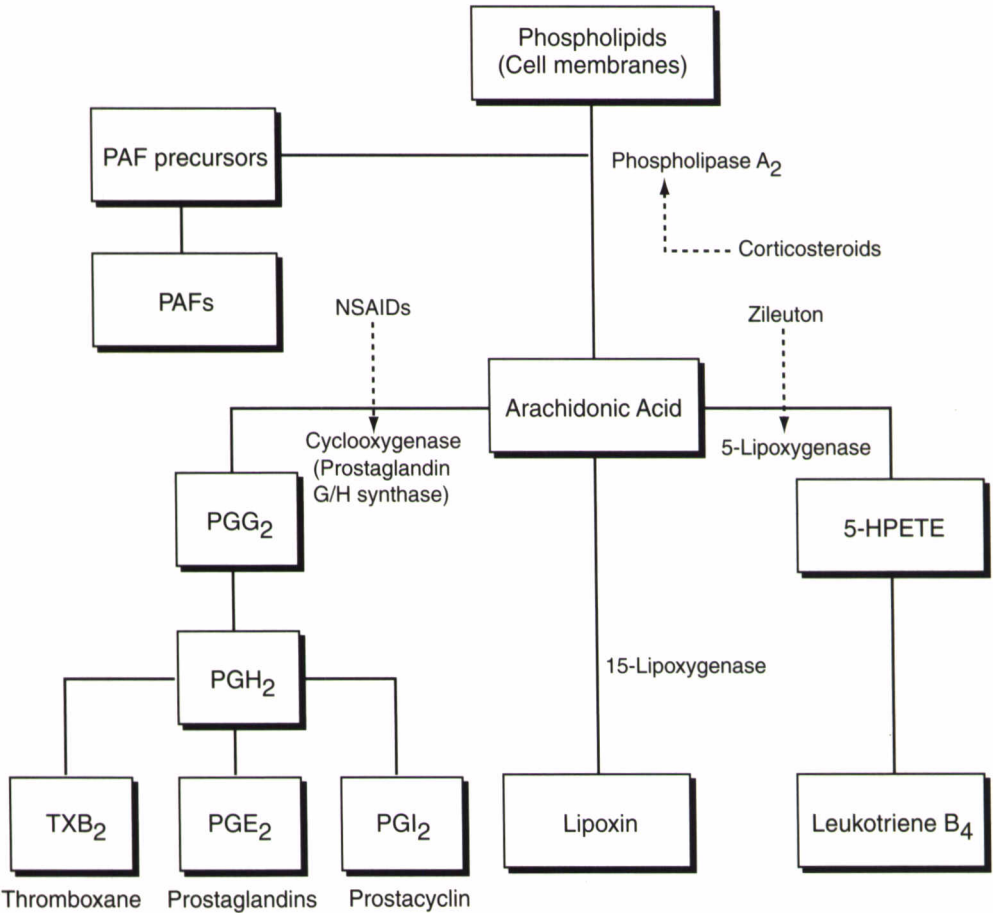 Phospholipids
(Cell membranes)
PAF precursors
Phospholipase A2
Corticosteroids
PAFs
NSAIDs
Zileuton
Arachidonic Acid
Cyclooxygenase
(Prostaglandin
G/H synthase)
5-Lipoxygenase
PGG2
5-HPETE
15-Lipoxygenase
PGH2
TXB2
PGE2
PGI2
Lipoxin
Leukotriene B4
Thromboxane
Prostaglandins
Prostacyclin